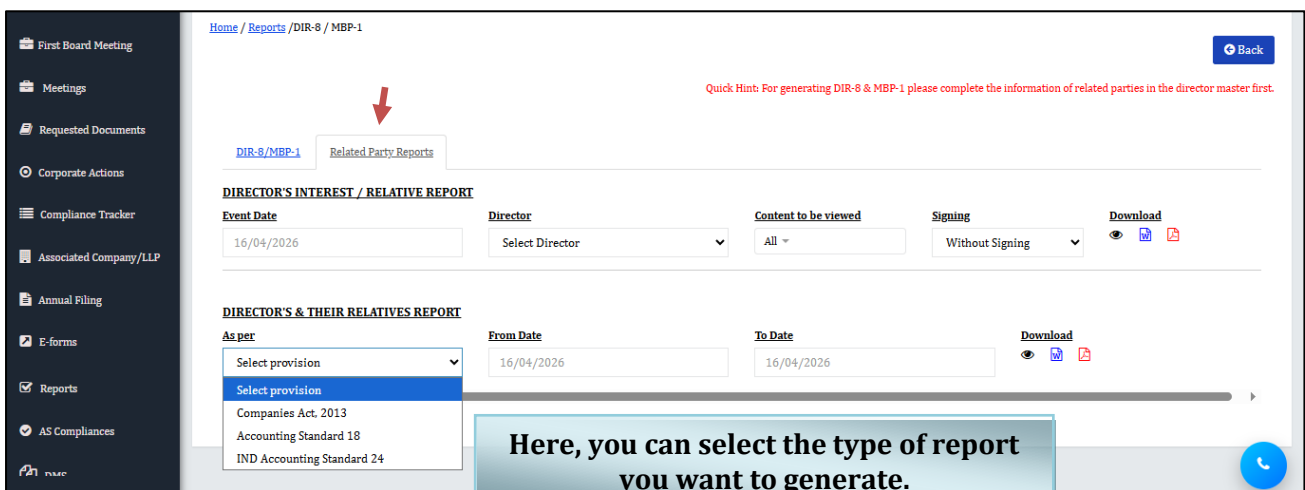 First Board Meeting
Meetings
Requested Documents
Corporate Actions
Compliance Tracker
Associated Company/LLP
Annual Filing
E-forms
Reports
AS Compliances
DMS
Home / Reports /DIR-8 / MBP-1
Back
Quick Hint: For generating DIR-8 & MBP-1 please complete the information of related parties in the director master first.
DIR-8/MBP-1 Related Party Reports
DIRECTOR'S INTEREST / RELATIVE REPORT
Event Date Director Content to be viewed Signing Download
16/04/2026 Select Director All Without Signing
DIRECTOR'S & THEIR RELATIVES REPORT
As per From Date To Date Download
Select provision 16/04/2026 16/04/2026
Select provision
Companies Act, 2013
Accounting Standard 18
IND Accounting Standard 24
Here, you can select the type of report
you want to generate.